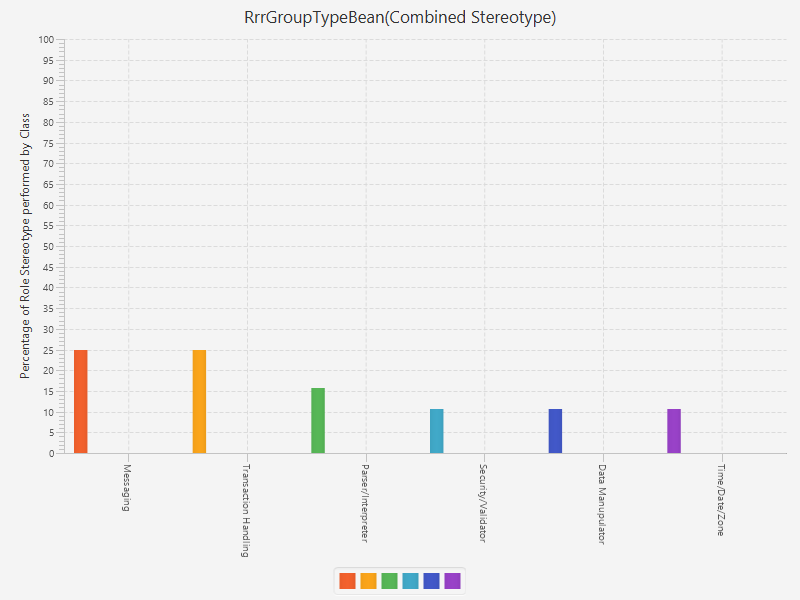 RrrGroupTypeBean(Combined Stereotype)
Percentage of Role Stereotype performed by Class
100
95
90
85
80
75
70
65
60
55
50
45
40
35
30
25
20
15
10
5
0
Messaging
Transaction Handling
Parser/Interpreter
Security/Validator
Data Manupulator
Time/Date/Zone